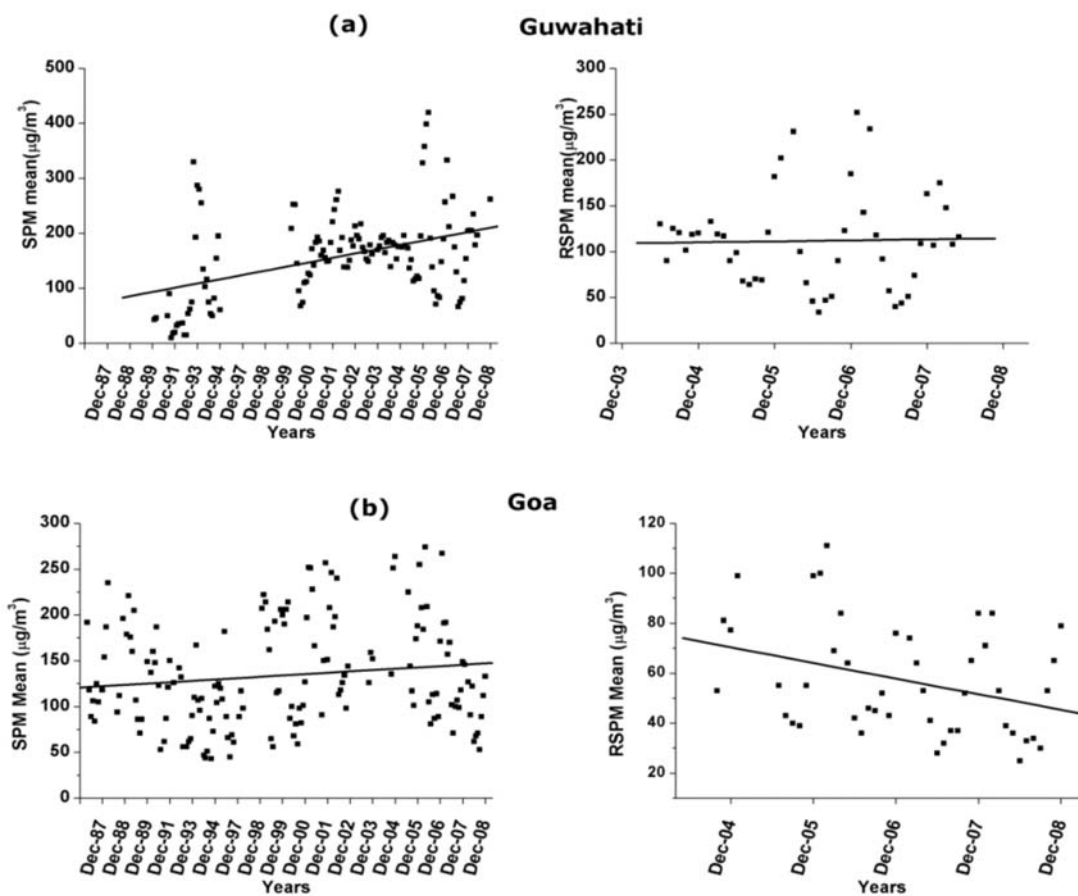 (a) Guwahati
SPM mean(µg/m³)
500
400
300
200
100
0
Dec-87 Dec-88 Dec-89 Dec-91 Dec-93 Dec-94 Dec-97 Dec-98 Dec-99 Dec-00 Dec-01 Dec-02 Dec-03 Dec-04 Dec-05 Dec-06 Dec-07 Dec-08
Years
RSPM mean(µg/m³)
300
250
200
150
100
50
0
Dec-03 Dec-04 Dec-05 Dec-06 Dec-07 Dec-08
Years
(b) Goa
SPM Mean (µg/m³)
300
250
200
150
100
50
0
Dec-87 Dec-88 Dec-89 Dec-91 Dec-93 Dec-94 Dec-97 Dec-98 Dec-99 Dec-00 Dec-01 Dec-02 Dec-03 Dec-04 Dec-05 Dec-06 Dec-07 Dec-08
Years
RSPM Mean (µg/m³)
120
100
80
60
40
20
Dec-04 Dec-05 Dec-06 Dec-07 Dec-08
Years